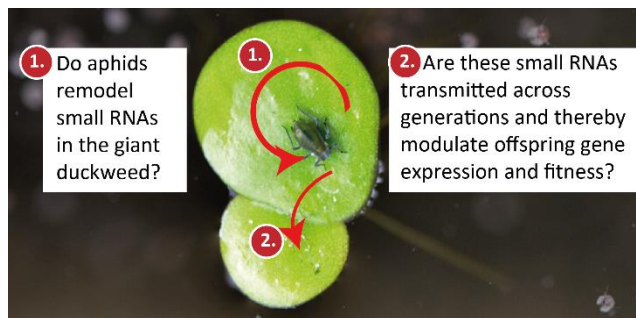 1. Do aphids
remodel
small RNAs
in the giant
duckweed?
1.
2. Are these small RNAs
transmitted across
generations and thereby
modulate offspring gene
expression and fitness?
2.